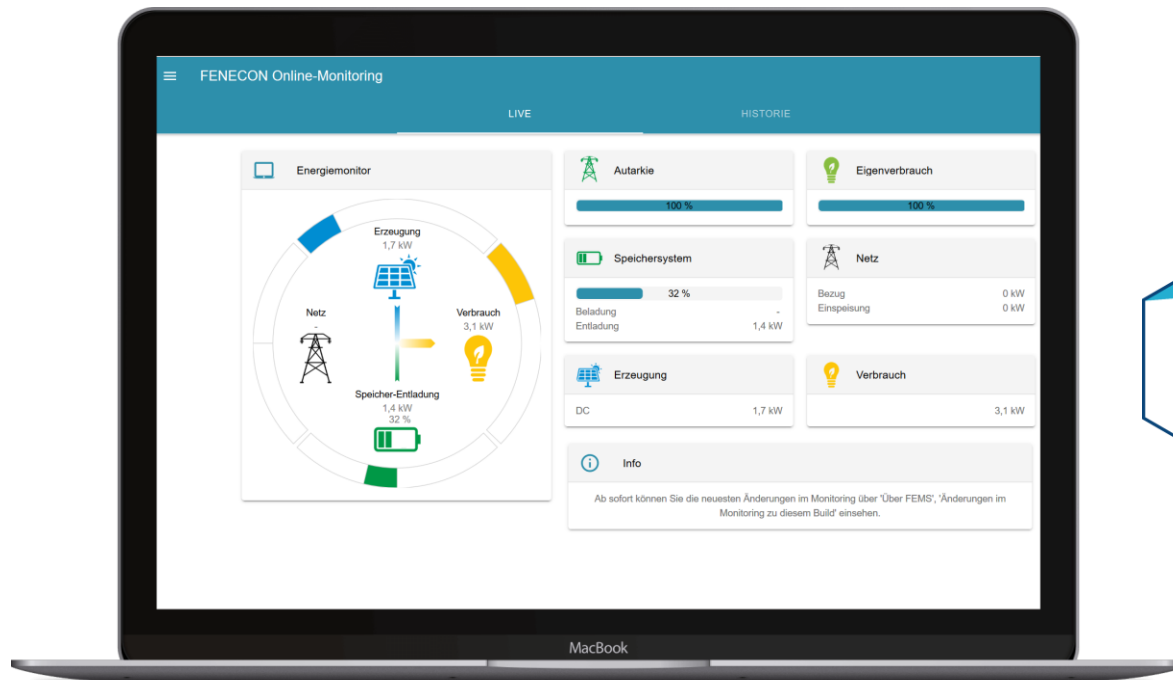 FENECON Online-Monitoring
LIVE
HISTORIE
Energiemonitor
Erzeugung
1,7 kW
Netz
-
Verbrauch
3,1 kW
Speicher-Entladung
1,4 kW
32 %
Autarkie
100 %
Eigenverbrauch
100 %
Speichersystem
32 %
Beladung -
Entladung 1,4 kW
Netz
Bezug 0 kW
Einspeisung 0 kW
Erzeugung
DC 1,7 kW
Verbrauch
3,1 kW
Info
Ab sofort können Sie die neuesten Änderungen im Monitoring über 'Über FEMS', 'Änderungen im
Monitoring zu diesem Build' einsehen.
MacBook